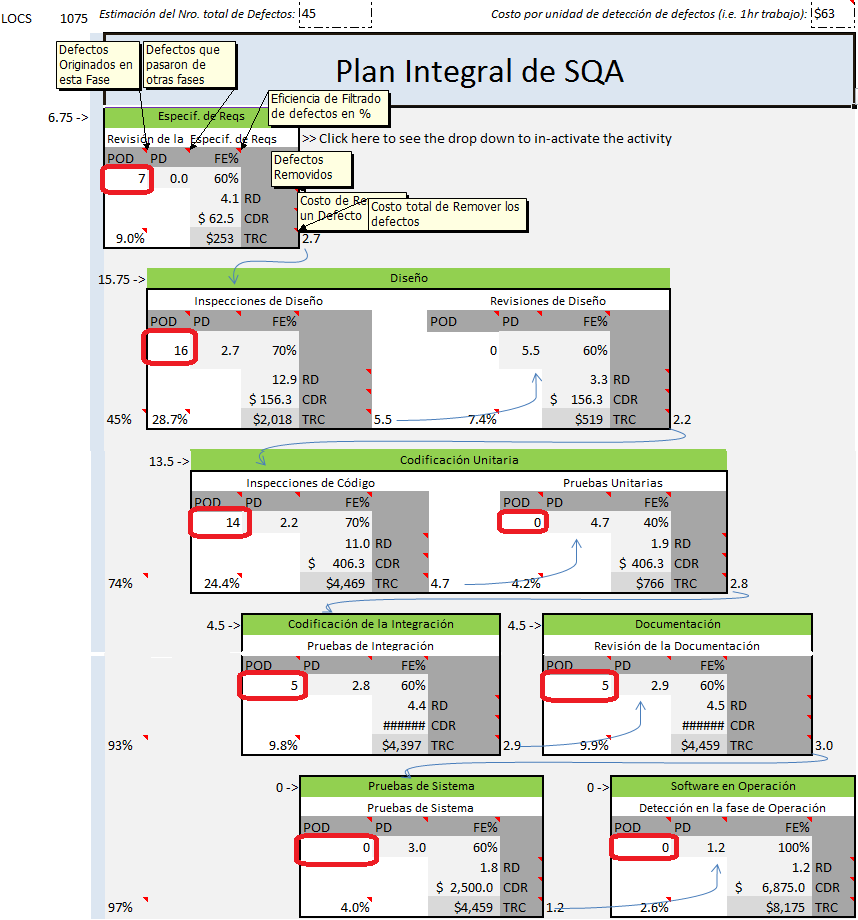 LOCS 1075 Estimación del Nro. total de Defectos: 45 Costo por unidad de detección de defectos (i.e. 1hr trabajo): $63
Defectos Originados en esta Fase
Defectos que pasaron de otras fases
Plan Integral de SQA
Eficiencia de Filtrado de defectos en %
6.75 -> Especif. de Reqs
Revisión de la Especif. de Reqs >> Click here to see the drop down to in-activate the activity
POD PD FE%
Defectos Removidos
7 0.0 60%
4.1 RD
Costo de Re
un Defecto
Costo total de Remover los defectos
$ 62.5 CDR
9.0% $253 TRC 2.7
15.75 -> Diseño
Inspecciones de Diseño Revisiones de Diseño
POD PD FE% POD PD FE%
16 2.7 70% 0 5.5 60%
12.9 RD 3.3 RD
$ 156.3 CDR $ 156.3 CDR
45% 28.7% $2,018 TRC 5.5 7.4% $519 TRC 2.2
13.5 -> Codificación Unitaria
Inspecciones de Código Pruebas Unitarias
POD PD FE% POD PD FE%
14 2.2 70% 0 4.7 40%
11.0 RD 1.9 RD
$ 406.3 CDR $ 406.3 CDR
74% 24.4% $4,469 TRC 4.7 4.2% $766 TRC 2.8
4.5 -> Codificación de la Integración 4.5 -> Documentación
Pruebas de Integración Revisión de la Documentación
POD PD FE% POD PD FE%
5 2.8 60% 5 2.9 60%
4.4 RD 4.5 RD
###### CDR ###### CDR
93% 9.8% $4,397 TRC 2.9 9.9% $4,459 TRC 3.0
0 -> Pruebas de Sistema 0 -> Software en Operación
Pruebas de Sistema Detección en la fase de Operación
POD PD FE% POD PD FE%
0 3.0 60% 0 1.2 100%
1.8 RD 1.2 RD
$ 2,500.0 CDR $ 6,875.0 CDR
97% 4.0% $4,459 TRC 1.2 2.6% $8,175 TRC